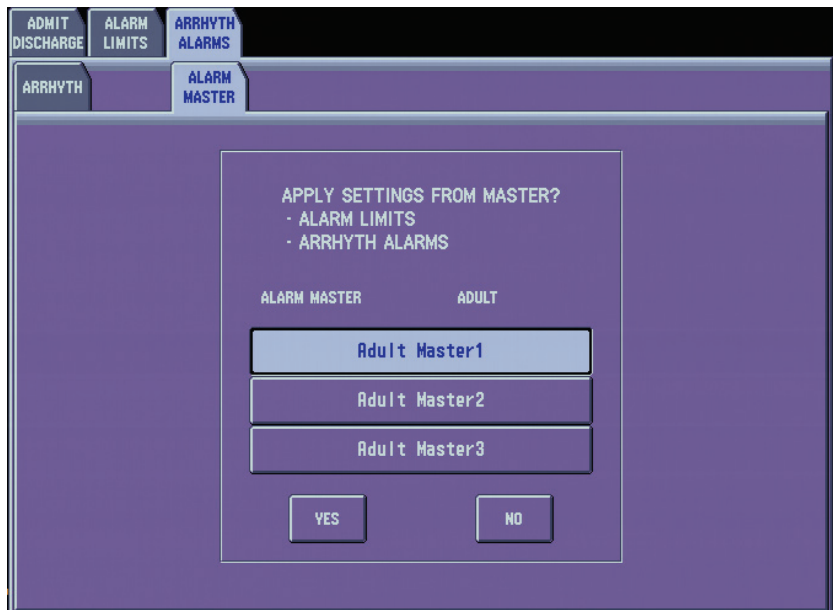 ADMIT ALARM ARRHYTH
DISCHARGE LIMITS ALARMS
ARRHYTH
ALARM
MASTER
APPLY SETTINGS FROM MASTER?
- ALARM LIMITS
- ARRHYTH ALARMS
ALARM MASTER ADULT
Adult Master1
Adult Master2
Adult Master3
YES NO